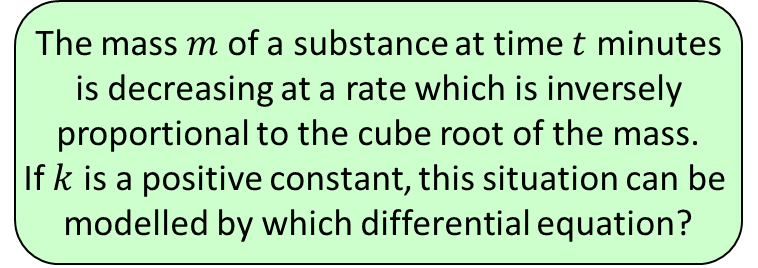 The mass m of a substance at time t minutes
is decreasing at a rate which is inversely
proportional to the cube root of the mass.
If k is a positive constant, this situation can be
modelled by which differential equation?